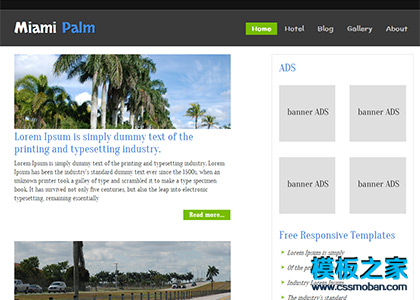 Miami Palm
Home Hotel Blog Gallery About
Lorem Ipsum is simply dummy text of the
printing and typesetting industry.
Lorem Ipsum is simply dummy text of the printing and typesetting industry. Lorem
Ipsum has been the industry's standard dummy text ever since the 1500s, when an
unknown printer took a galley of type and scrambled it to make a type specimen
book. It has survived not only five centuries, but also the leap into electronic
typesetting, remaining essentially
Read more...
ADS
banner ADS banner ADS
banner ADS banner ADS
Free Responsive Templates
Lorem Ipsum is simply
Of the pr
Industry Lorem Ipsum
The industry's standard
模板之家
www.cssmoban.com